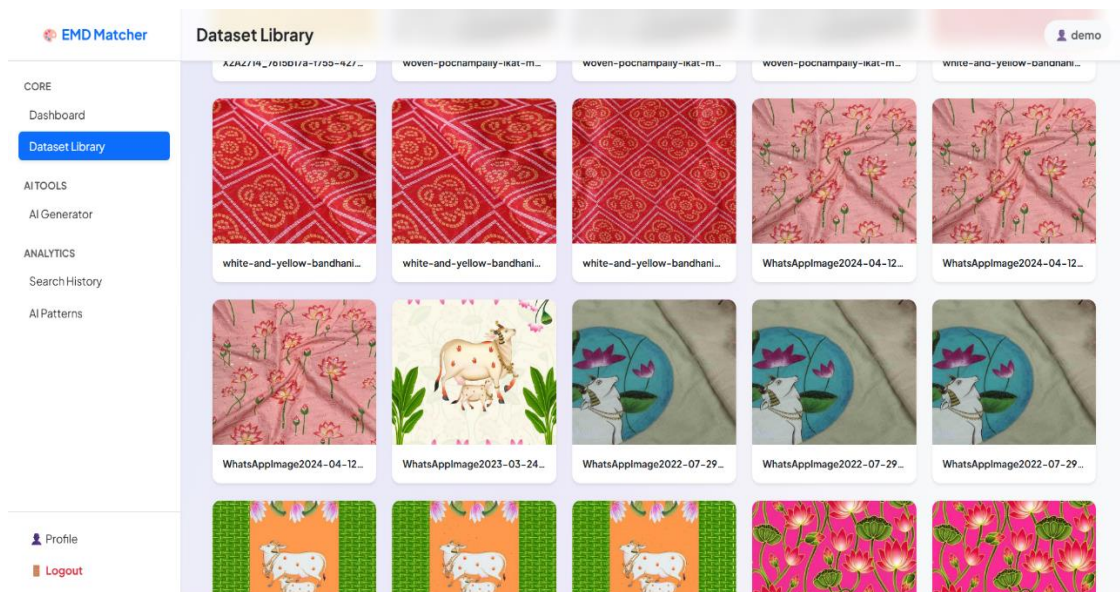 EMD Matcher
Dataset Library
demo
CORE
Dashboard
Dataset Library
AI TOOLS
AI Generator
ANALYTICS
Search History
AI Patterns
Profile
Logout
X2A2714_7615b17a-1755-427...
woven-pochampally-ikat-m...
woven-pochampally-ikat-m...
woven-pochampally-ikat-m...
white-and-yellow-bandhani...
white-and-yellow-bandhani...
white-and-yellow-bandhani...
white-and-yellow-bandhani...
WhatsAppImage2024-04-12...
WhatsAppImage2024-04-12...
WhatsAppImage2024-04-12...
WhatsAppImage2023-03-24...
WhatsAppImage2022-07-29...
WhatsAppImage2022-07-29...
WhatsAppImage2022-07-29...